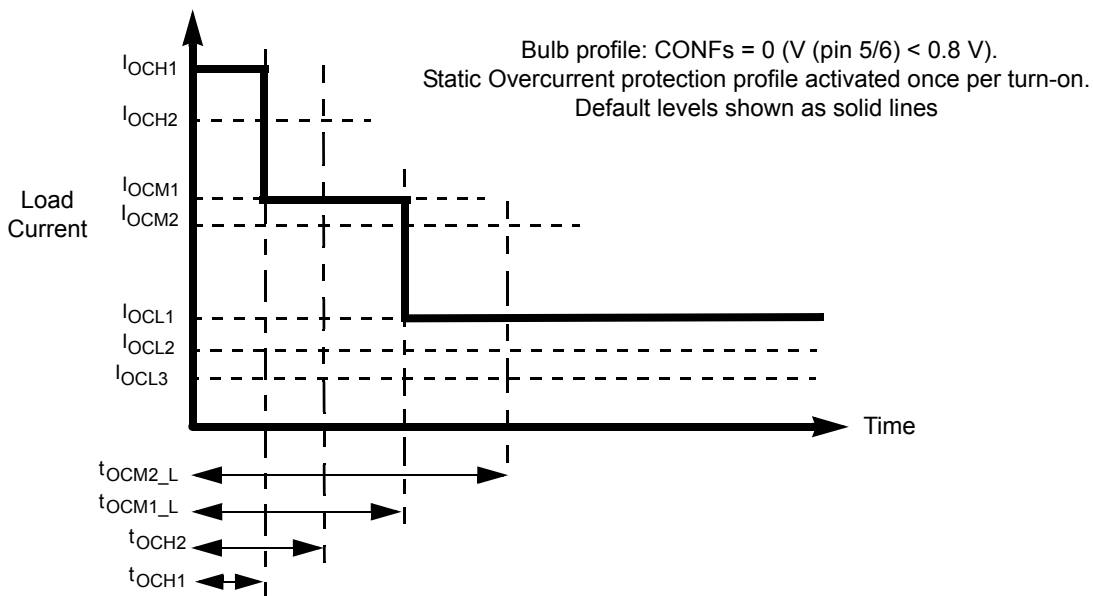 Bulb profile: CONFs = 0 (V (pin 5/6) < 0.8 V).
Static Overcurrent protection profile activated once per turn-on.
Default levels shown as solid lines
IOCH1
IOCH2
Load
Current
IOCM1
IOCM2
IOCL1
IOCL2
IOCL3
Time
tOCM2_L
tOCM1_L
tOCH2
tOCH1